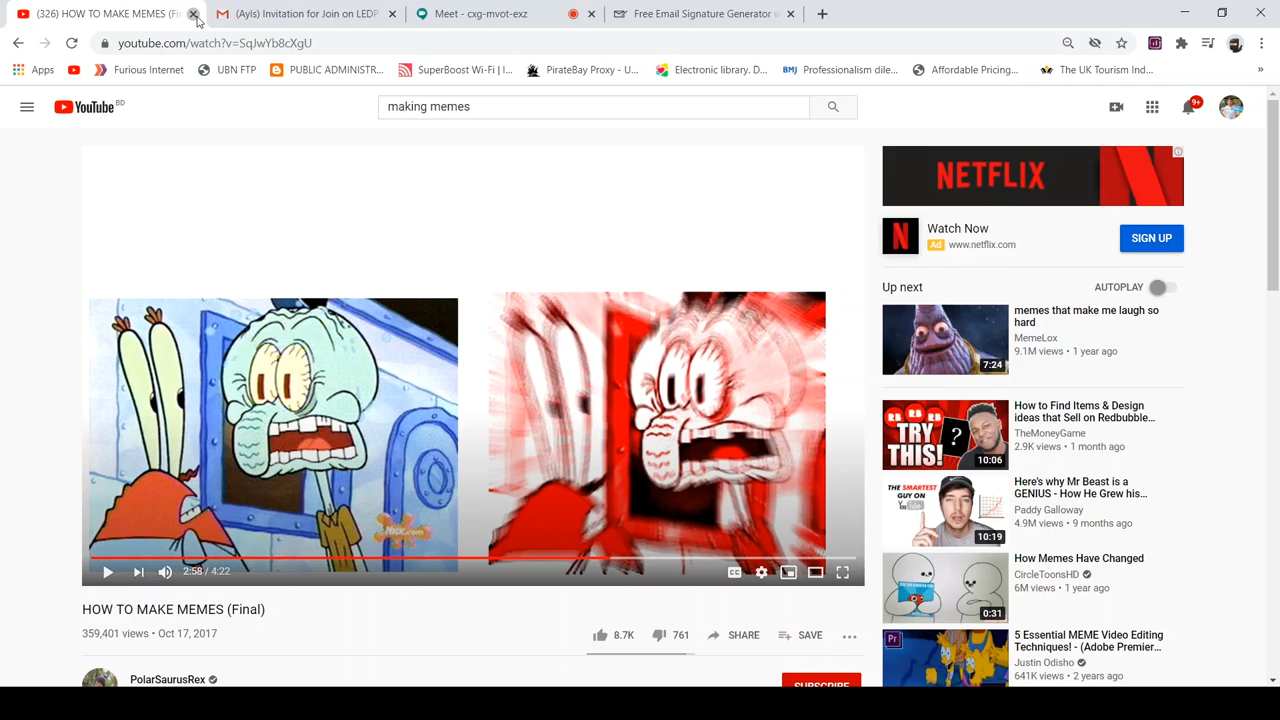 (326) HOW TO MAKE MEMES (Fi
(Ayls) Invitation for Join on LEDP
Meet - cxg-mvot-exz
Free Email Signature Generator w
youtube.com/watch?v=SqJwYb8cXgU
Apps
Furious Internet
UBN FTP
PUBLIC ADMINISTR...
SuperBoost Wi-Fi | I...
PirateBay Proxy - U...
Electronic library. D...
BMJ Professionalism dile...
Affordable Pricing...
The UK Tourism Ind...
»
YouTube BD
making memes
9+
NETFLIX
Watch Now
Ad www.netflix.com
SIGN UP
Up next
AUTOPLAY
memes that make me laugh so
hard
MemeLox
9.1M views • 1 year ago
7:24
How to Find Items & Design
ideas that Sell on Redbubble...
TheMoneyGame
2.9K views • 1 month ago
RB RB RB
TRY
THIS!
?
10:06
Here's why Mr Beast is a
GENIUS - How He Grew his...
Paddy Galloway
4.9M views • 9 months ago
THE SMARTEST
GUY ON
10:19
How Memes Have Changed
CircleToonsHD
6M views • 1 year ago
0:31
5 Essential MEME Video Editing
Techniques! - (Adobe Premier...
Justin Odisho
641K views • 2 years ago
Pr
2:58 / 4:22
CC
HOW TO MAKE MEMES (Final)
359,401 views • Oct 17, 2017
8.7K
761
SHARE
SAVE
PolarSaurusRex
SUBSCRIBE